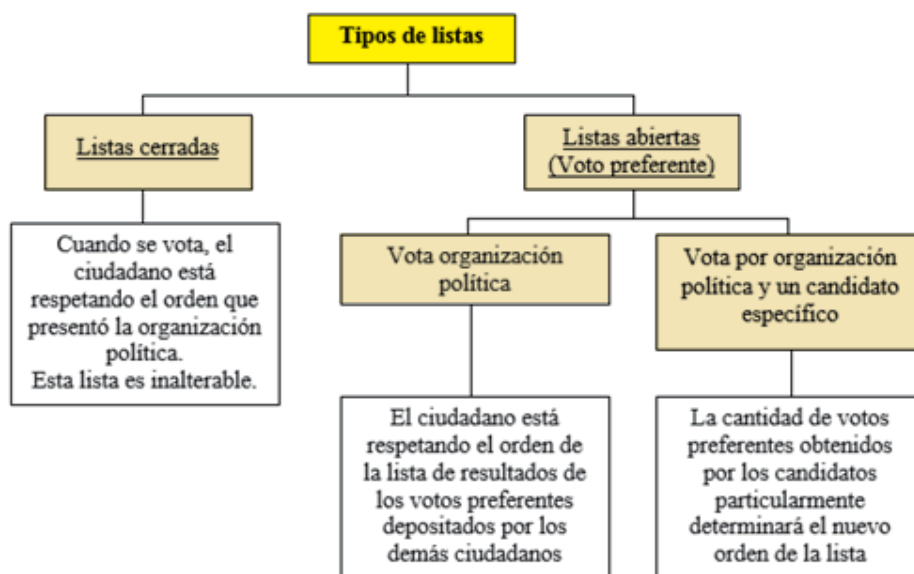 Tipos de listas
Listas cerradas
Cuando se vota, el
ciudadano está
respetando el orden que
presentó la organización
política.
Esta lista es inalterable.
Listas abiertas
(Voto preferente)
Vota organización
política
El ciudadano está
respetando el orden de
la lista de resultados de
los votos preferentes
depositados por los
demás ciudadanos
Vota por organización
política y un candidato
específico
La cantidad de votos
preferentes obtenidos
por los candidatos
particularmente
determinará el nuevo
orden de la lista